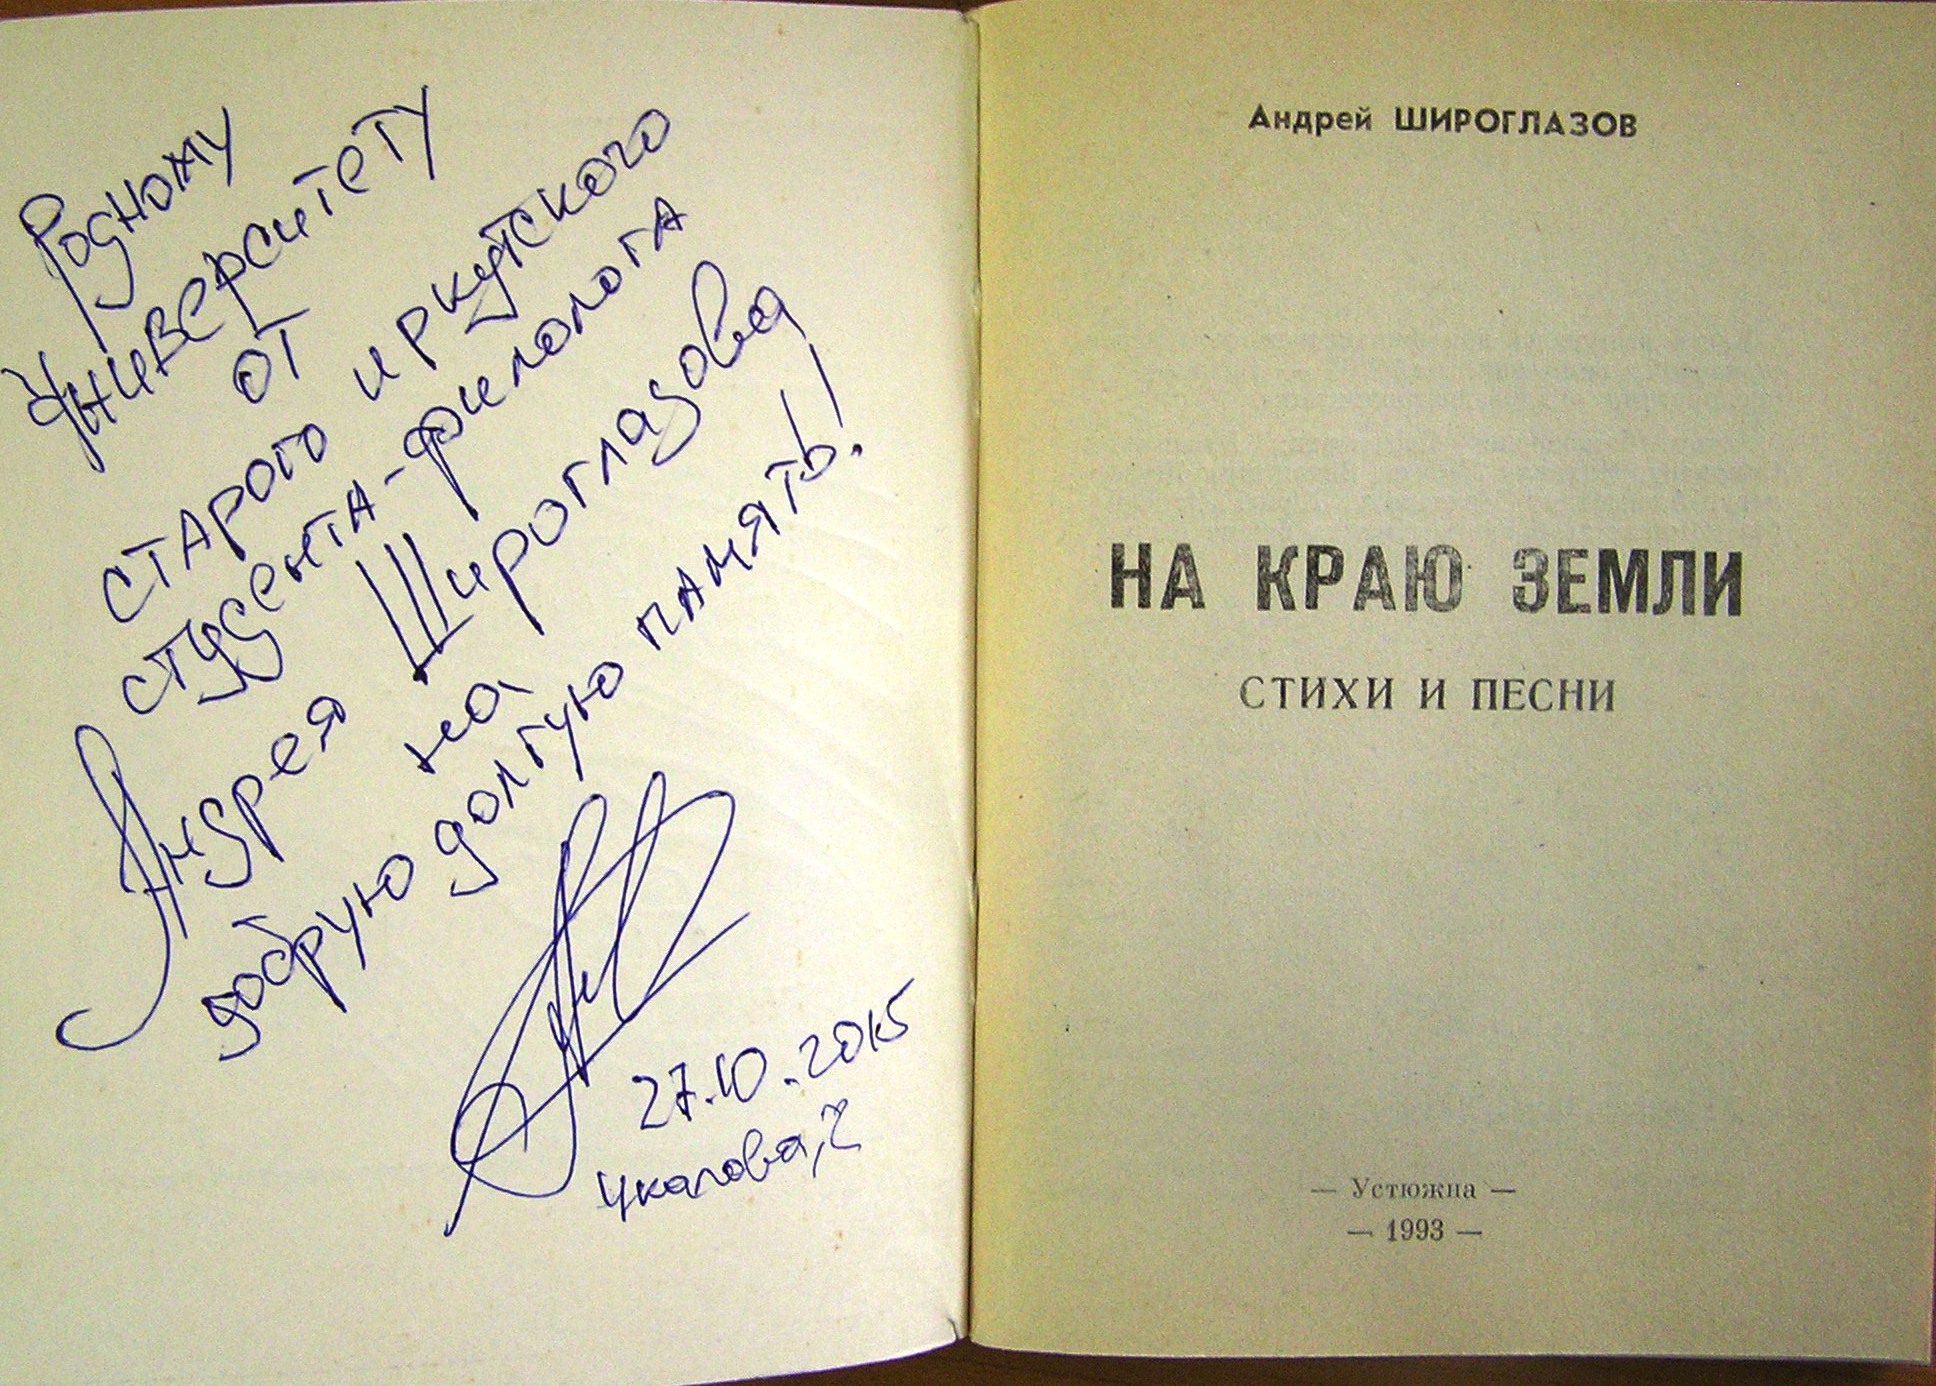 Родному
Университету
от
старого иркутского
студента-филолога
Андрея Широглазова
на
добрую долгую память!
27.10.2015
Чкалова, 2
Андрей ШИРОГЛАЗОВ
НА КРАЮ ЗЕМЛИ
СТИХИ И ПЕСНИ
— Устюжна —
— 1993 —